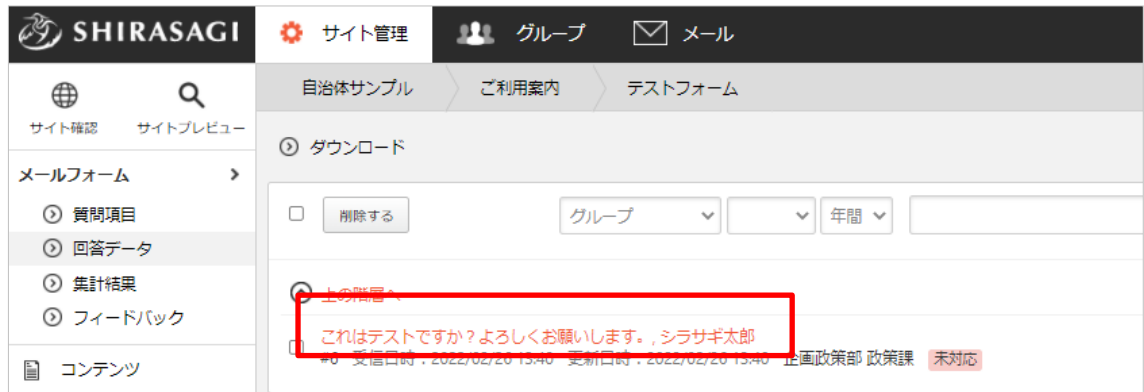 SHIRASAGI
サイト管理
グループ
メール
サイト確認
サイトプレビュー
自治体サンプル
ご利用案内
テストフォーム
ダウンロード
メールフォーム
質問項目
回答データ
集計結果
フィードバック
コンテンツ
削除する
グループ
年間
上の階層へ
これはテストですか？よろしくお願いします。, シラサギ太郎
#6 受信日時：2022/02/26 13:40 更新日時：2022/02/26 13:40 企画政策部 政策課 未対応